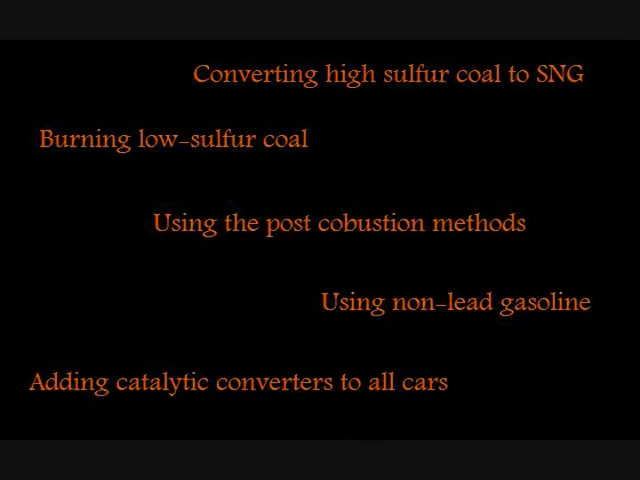 Converting high sulfur coal to SNG
Burning low-sulfur coal
Using the post cobustion methods
Using non-lead gasoline
Adding catalytic converters to all cars